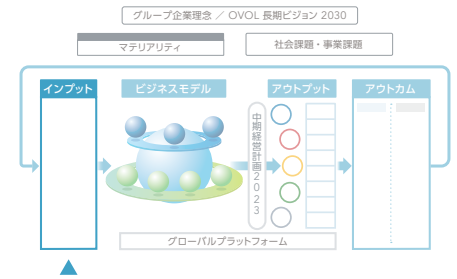 グループ企業理念 ／ OVOL 長期ビジョン 2030
マテリアリティ
社会課題・事業課題
インプット
ビジネスモデル
アウトプット
アウトカム
中期経営計画2023
グローバルプラットフォーム